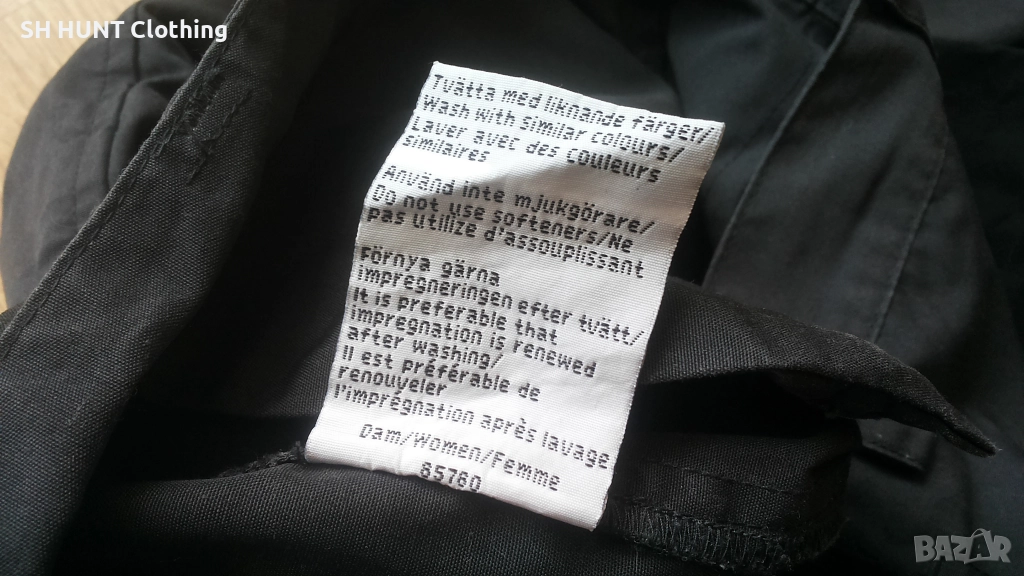 SH HUNT Clothing
Tvätta med liknande färger/
Wash with similar colours/
Laver avec des couleurs
similaires
Använd inte mjukgörare/
Do not use softeners/Ne
pas utilize d'assouplissant
Förnya gärna
impregneringen efter tvätt/
It is preferable that
impregnation is renewed
after washing/
Il est préférable de
renouveler
l'imprégnation après lavage
Dam/Women/Femme
85760
BAZAR